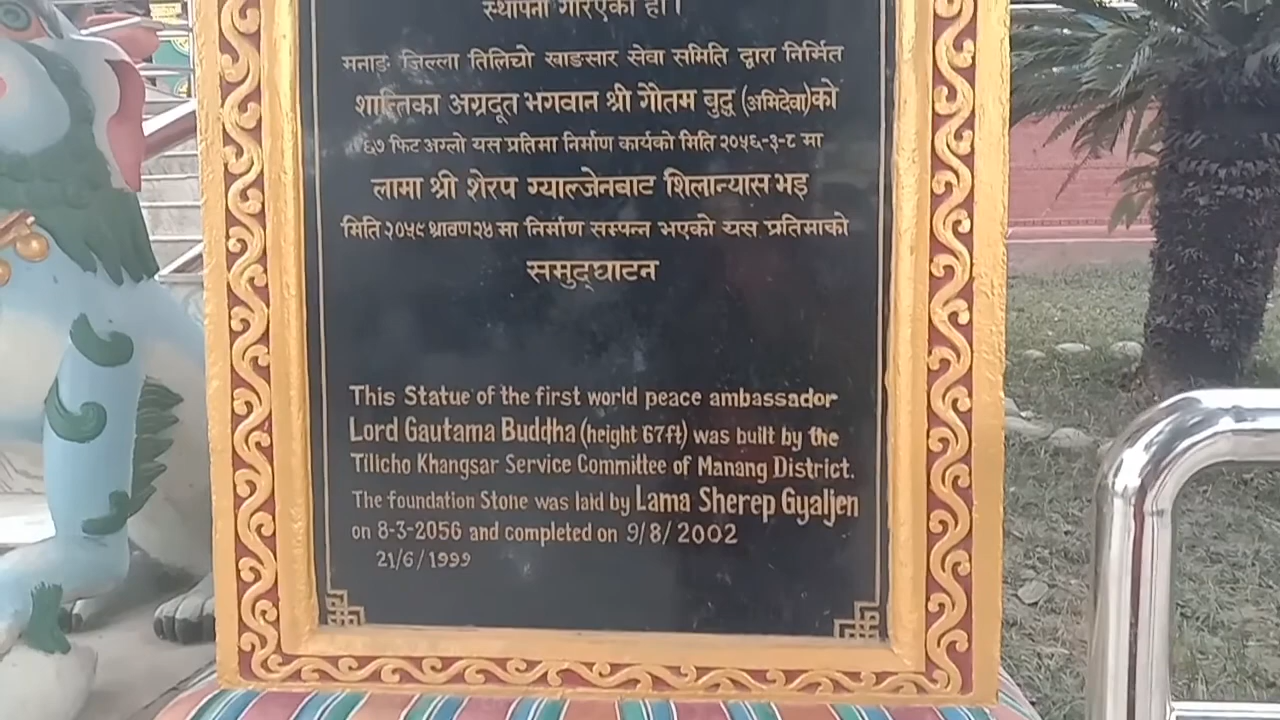 स्थापना गरिएको हो।
मनाङ जिल्ला तिलिचो खाङसार सेवा समिति द्वारा निर्मित
शान्तिका अग्रदूत भगवान श्री गौतम बुद्ध (अमिदेवा)को
६७ फिट अग्लो यस प्रतिमा निर्माण कार्यको मिति २०५६-३-८ मा
लामा श्री शेरप ग्याल्जेनबाट शिलान्यास भइ
मिति २०५९ श्रावण २४ मा निर्माण सम्पन्न भएको यस प्रतिमाको
समुद्घाटन
This Statue of the first world peace ambassador
Lord Gautama Buddha (height 67ft) was built by the
Tilicho Khangsar Service Committee of Manang District.
The foundation Stone was laid by Lama Sherep Gyaljen
on 8-3-2056 and completed on 9/8/2002
21/6/1999